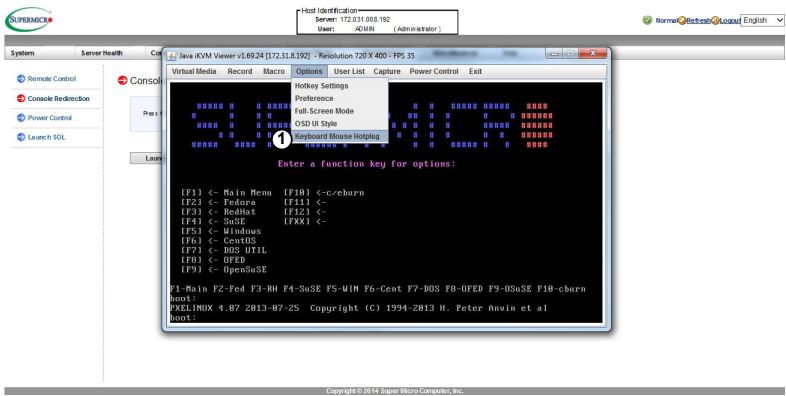 SUPERMICR
Host Identification
Server: 172.031.008.192
User: ADMIN (Administrator)
Normal Refresh Logout English
System Server Health Co
Java iKVM Viewer v1.69.24 [172.31.8.192] - Resolution 720 X 400 - FPS 35
Virtual Media Record Macro Options User List Capture Power Control Exit
Remote Control
Console Redirection
Power Control
Launch SOL
Consol
Press t
Laun
Hotkey Settings
Preference
Full-Screen Mode
OSD UI Style
1 Keyboard Mouse Hotplug
Enter a function key for options:
[F1] <- Main Menu [F10] <-c/eburn
[F2] <- Fedora [F11] <-
[F3] <- RedHat [F12] <-
[F4] <- SuSE [FXX] <-
[F5] <- Windows
[F6] <- CentOS
[F7] <- DOS UTIL
[F8] <- OFED
[F9] <- OpenSuSE
F1-Main F2-Fed F3-RH F4-SuSE F5-WIN F6-Cent F7-DOS F8-OFED F9-OSuSE F10-cburn
boot:
PXELINUX 4.07 2013-07-25 Copyright (C) 1994-2013 H. Peter Anvin et al
boot:
Copyright © 2014 Super Micro Computer, Inc.